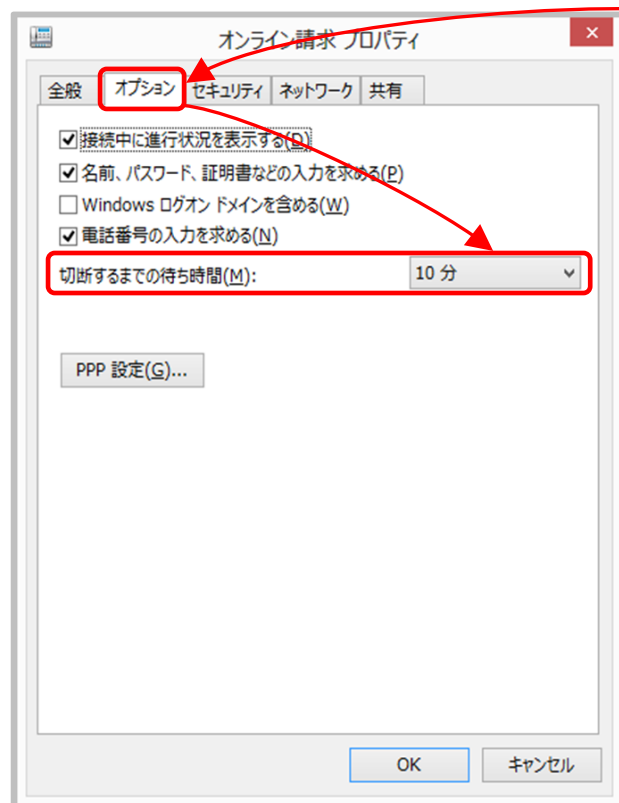 オンライン請求 プロパティ
全般 オプション セキュリティ ネットワーク 共有
接続中に進行状況を表示する(D)
名前、パスワード、証明書などの入力を求める(P)
Windows ログオン ドメインを含める(W)
電話番号の入力を求める(N)
切断するまでの待ち時間(M): 10 分
PPP 設定(G)...
OK キャンセル